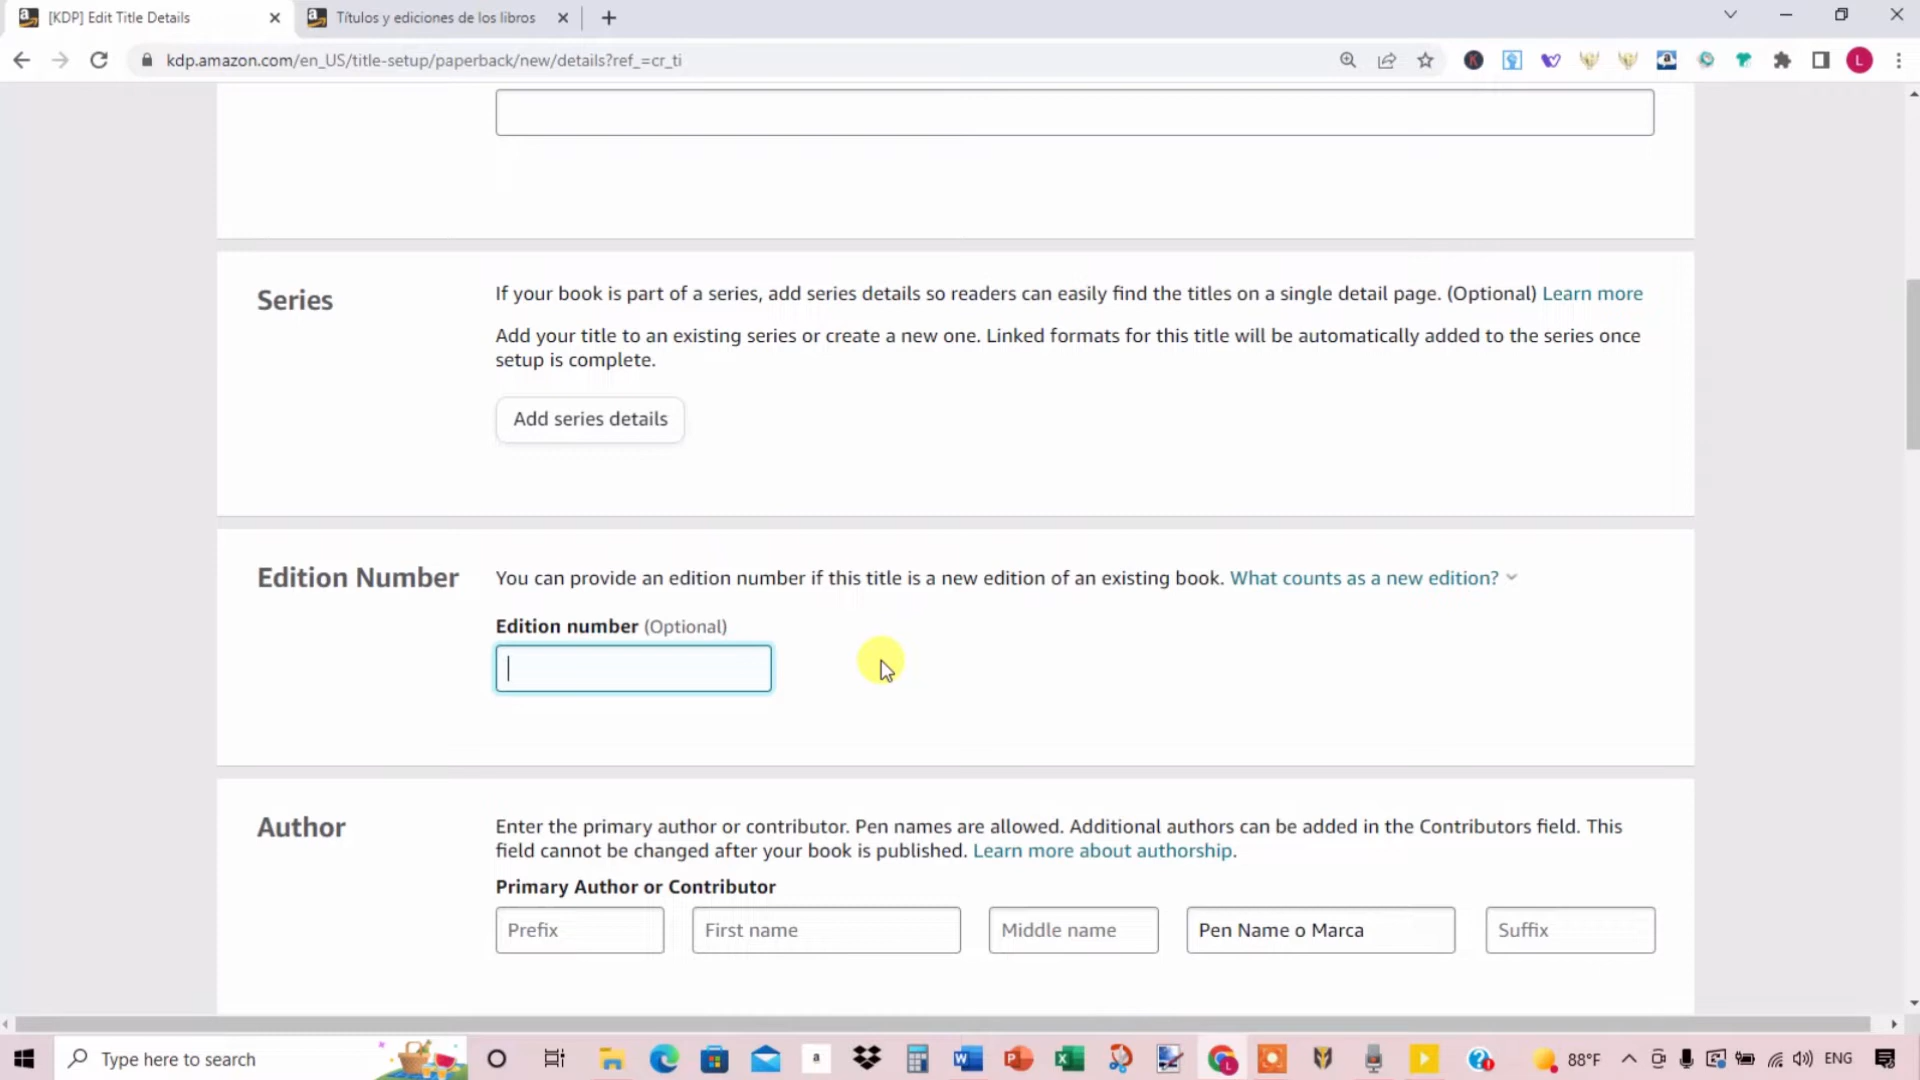 [KDP] Edit Title Details
Títulos y ediciones de los libros
kdp.amazon.com/en_US/title-setup/paperback/new/details?ref_=cr_ti
Series
If your book is part of a series, add series details so readers can easily find the titles on a single detail page. (Optional) Learn more
Add your title to an existing series or create a new one. Linked formats for this title will be automatically added to the series once
setup is complete.
Add series details
Edition Number
You can provide an edition number if this title is a new edition of an existing book. What counts as a new edition?
Edition number (Optional)
Author
Enter the primary author or contributor. Pen names are allowed. Additional authors can be added in the Contributors field. This
field cannot be changed after your book is published. Learn more about authorship.
Primary Author or Contributor
Prefix
First name
Middle name
Pen Name o Marca
Suffix
Type here to search
88°F
ENG